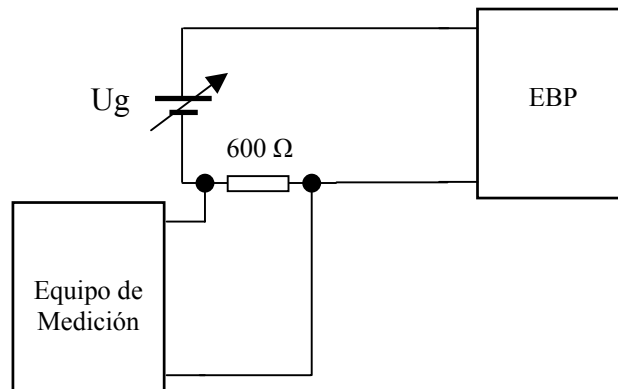 EBP
Ug
600 Ω
Equipo de
Medición